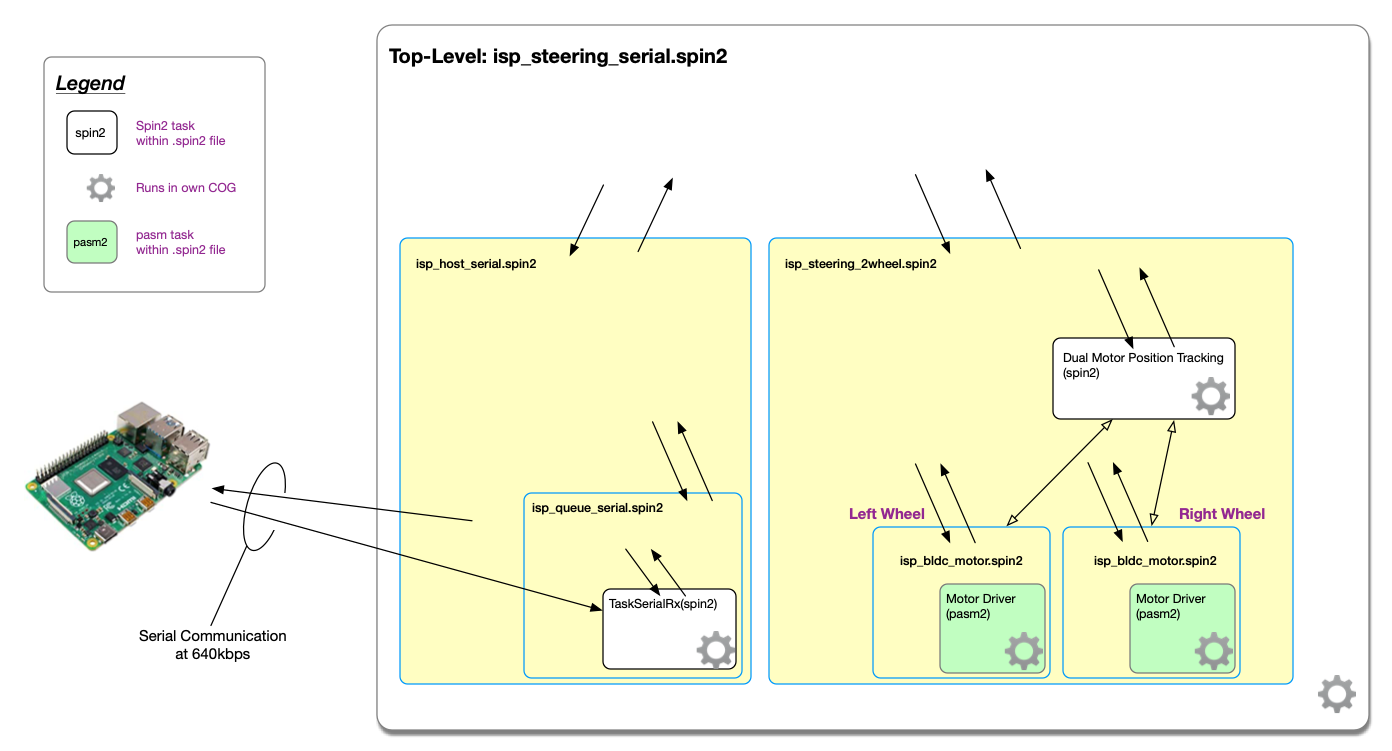 Top-Level: isp_steering_serial.spin2
Legend
spin2
Spin2 task
within .spin2 file
Runs in own COG
pasm2
pasm task
within .spin2 file
isp_host_serial.spin2
isp_steering_2wheel.spin2
Dual Motor Position Tracking
(spin2)
isp_queue_serial.spin2
TaskSerialRx(spin2)
Left Wheel
Right Wheel
isp_bldc_motor.spin2
Motor Driver
(pasm2)
isp_bldc_motor.spin2
Motor Driver
(pasm2)
Serial Communication
at 640kbps